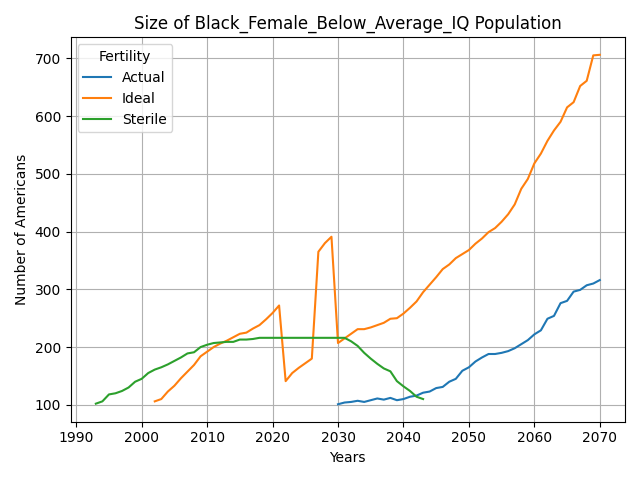 Size of Black_Female_Below_Average_IQ Population
Fertility
Actual
Ideal
Sterile
Number of Americans
700
600
500
400
300
200
100
1990 2000 2010 2020 2030 2040 2050 2060 2070
Years